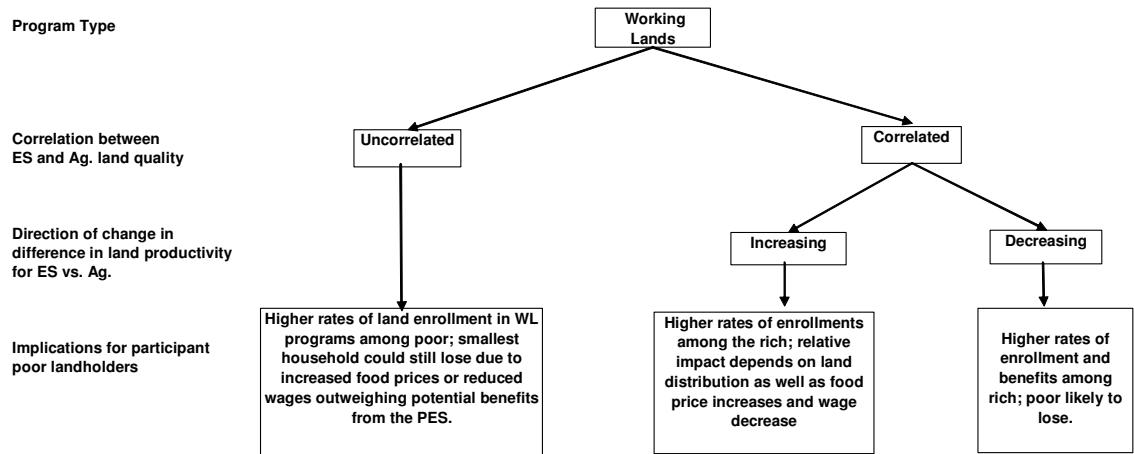 Program Type
Working
Lands
Correlation between
ES and Ag. land quality
Uncorrelated
Correlated
Direction of change in
difference in land productivity
for ES vs. Ag.
Increasing
Decreasing
Implications for participant
poor landholders
Higher rates of land enrollment in WL
programs among poor; smallest
household could still lose due to
increased food prices or reduced
wages outweighing potential benefits
from the PES.
Higher rates of enrollments
among the rich; relative
impact depends on land
distribution as well as food
price increases and wage
decrease
Higher rates of
enrollment and
benefits among
rich; poor likely to
lose.